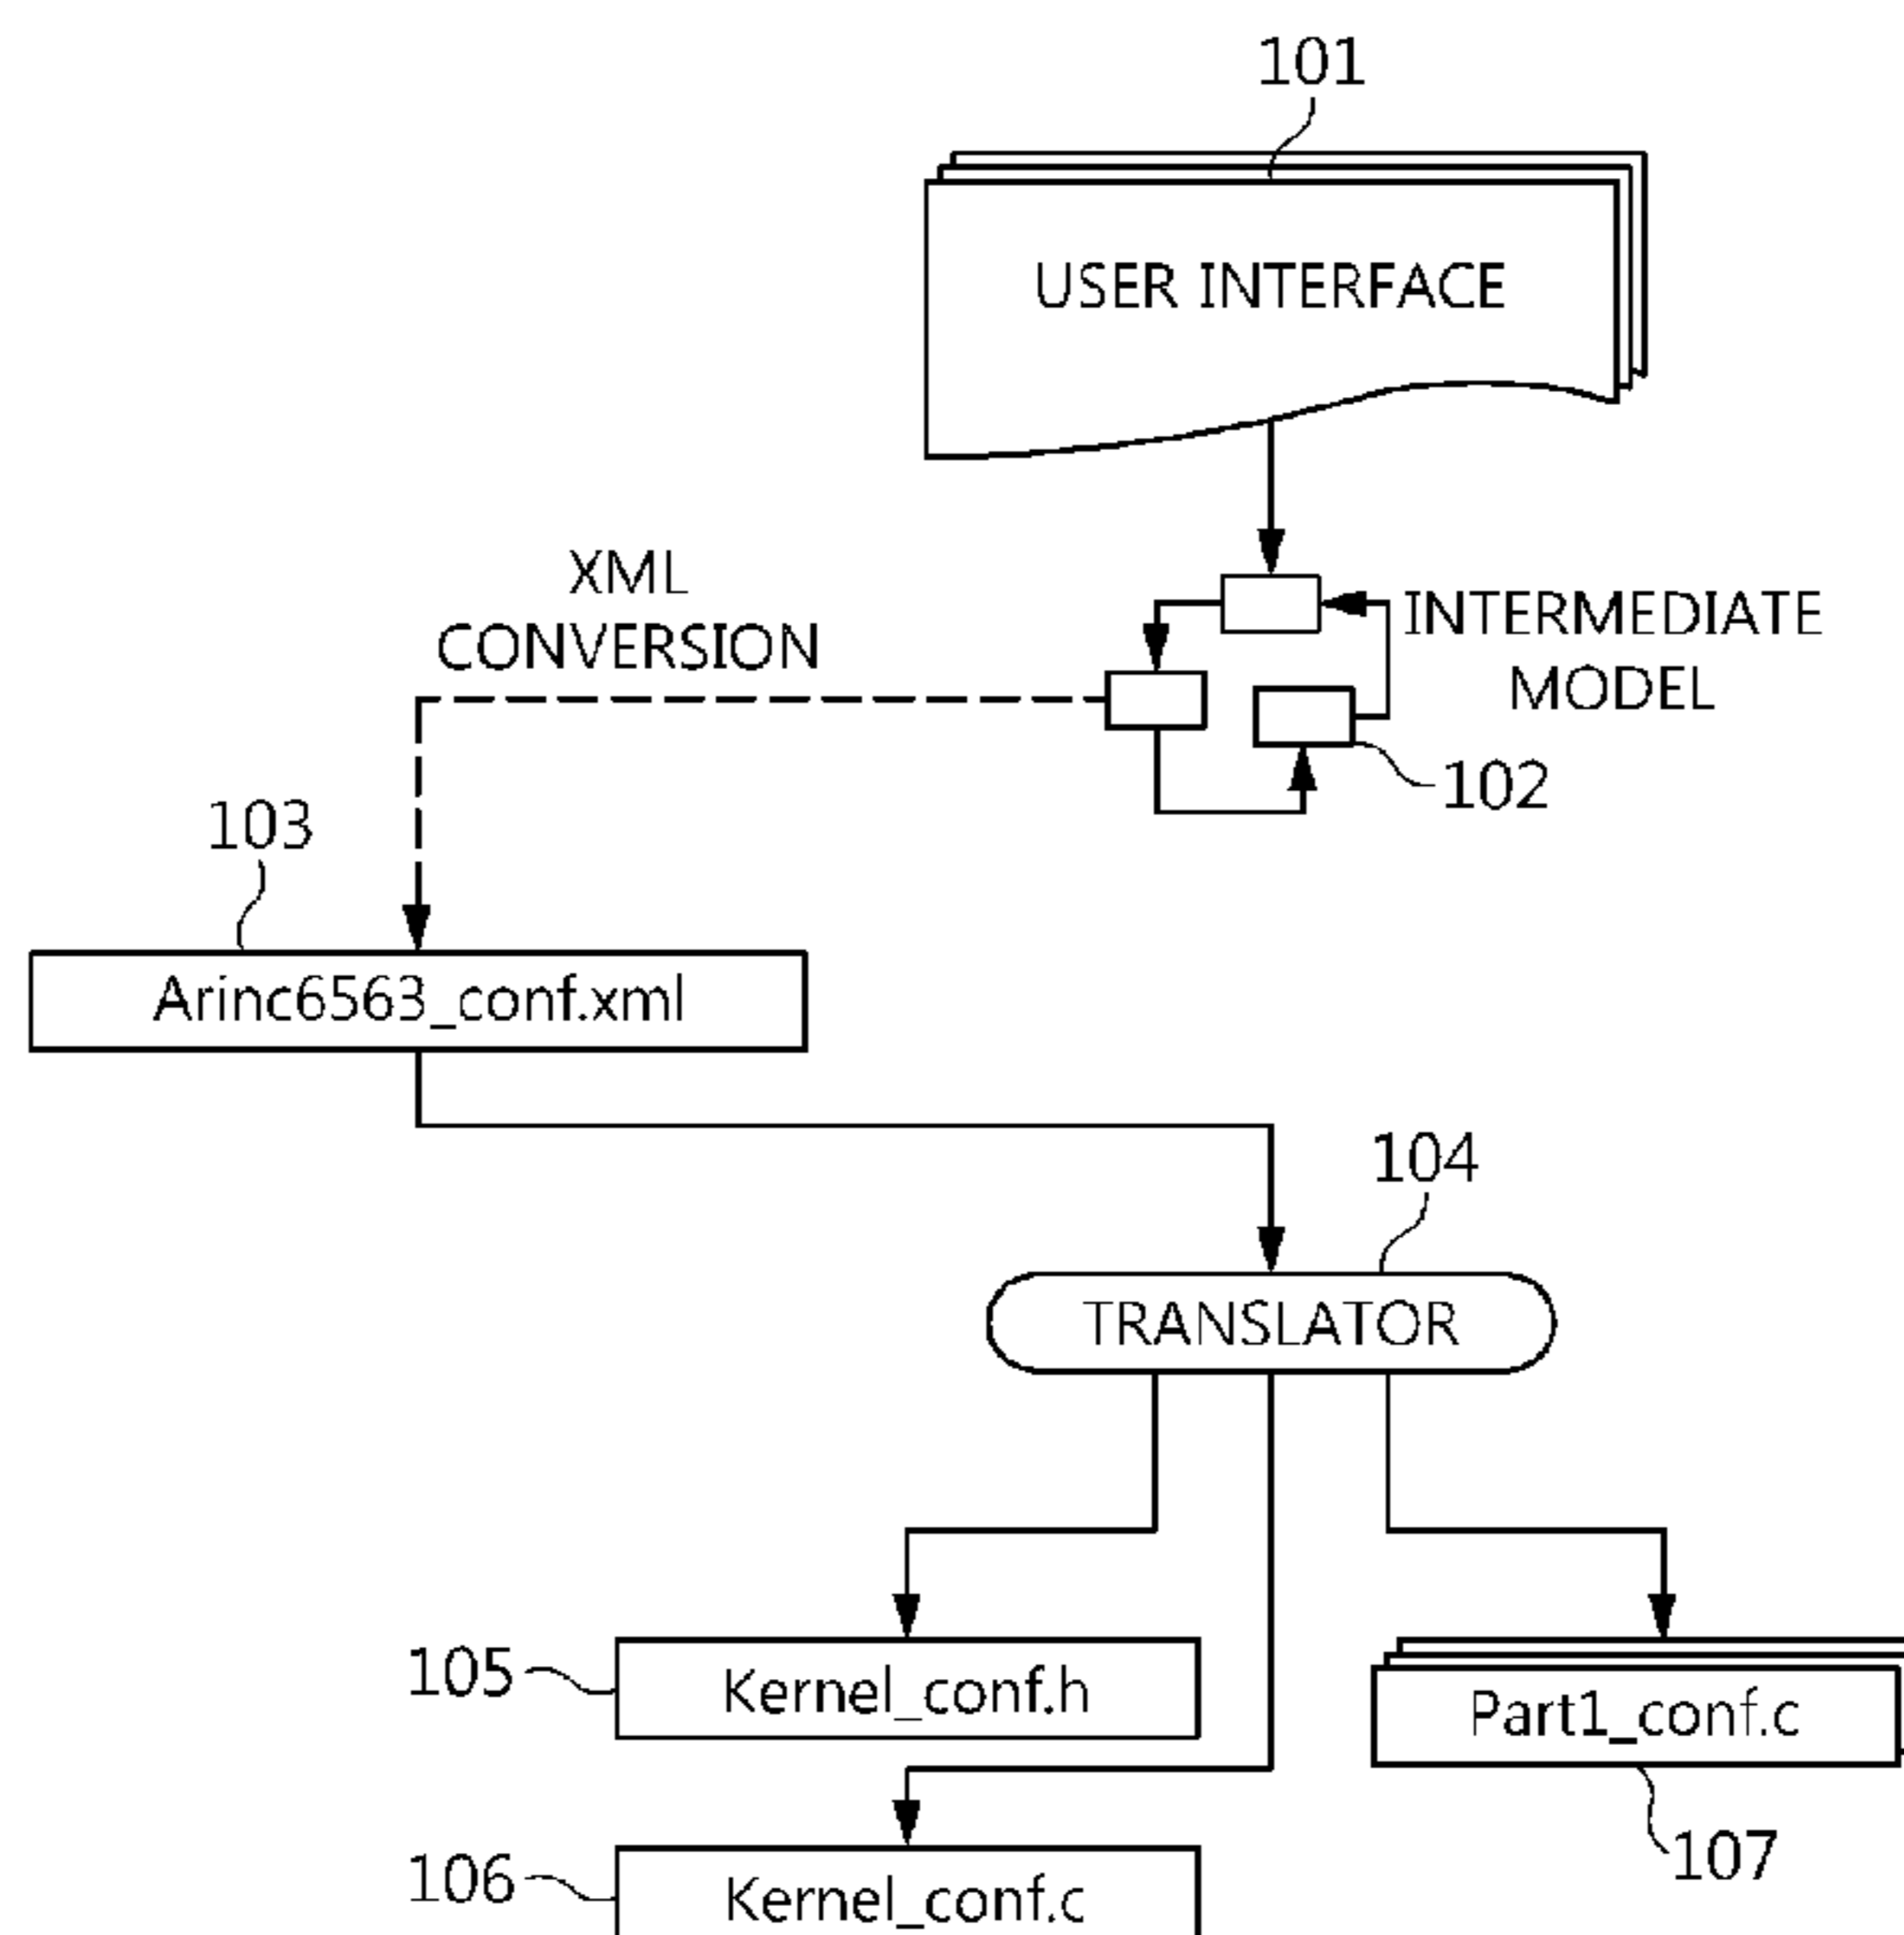 101
USER INTERFACE
XML
CONVERSION
INTERMEDIATE
MODEL
102
103
Arinc6563_conf.xml
104
TRANSLATOR
105
Kernel_conf.h
Part1_conf.c
107
106
Kernel_conf.c